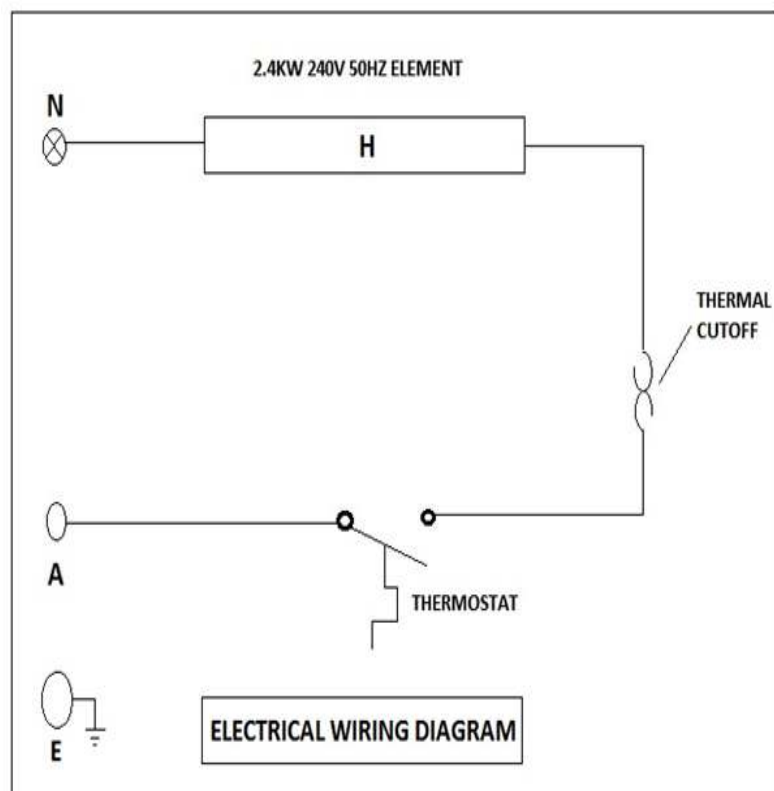 2.4KW 240V 50HZ ELEMENT
N
H
THERMAL
CUTOFF
A
THERMOSTAT
E
ELECTRICAL WIRING DIAGRAM